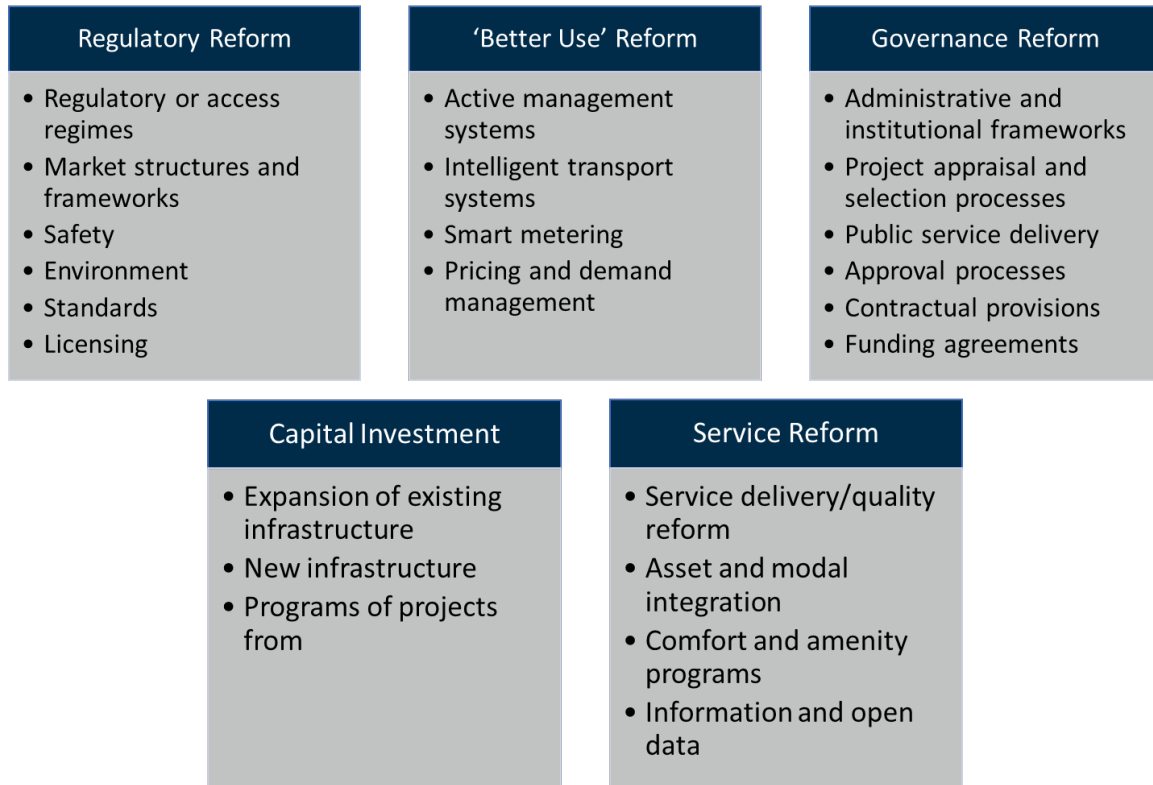 Regulatory Reform
• Regulatory or access
regimes
• Market structures and
frameworks
• Safety
• Environment
• Standards
• Licensing
‘Better Use’ Reform
• Active management
systems
• Intelligent transport
systems
• Smart metering
• Pricing and demand
management
Governance Reform
• Administrative and
institutional frameworks
• Project appraisal and
selection processes
• Public service delivery
• Approval processes
• Contractual provisions
• Funding agreements
Capital Investment
• Expansion of existing
infrastructure
• New infrastructure
• Programs of projects
from
Service Reform
• Service delivery/quality
reform
• Asset and modal
integration
• Comfort and amenity
programs
• Information and open
data